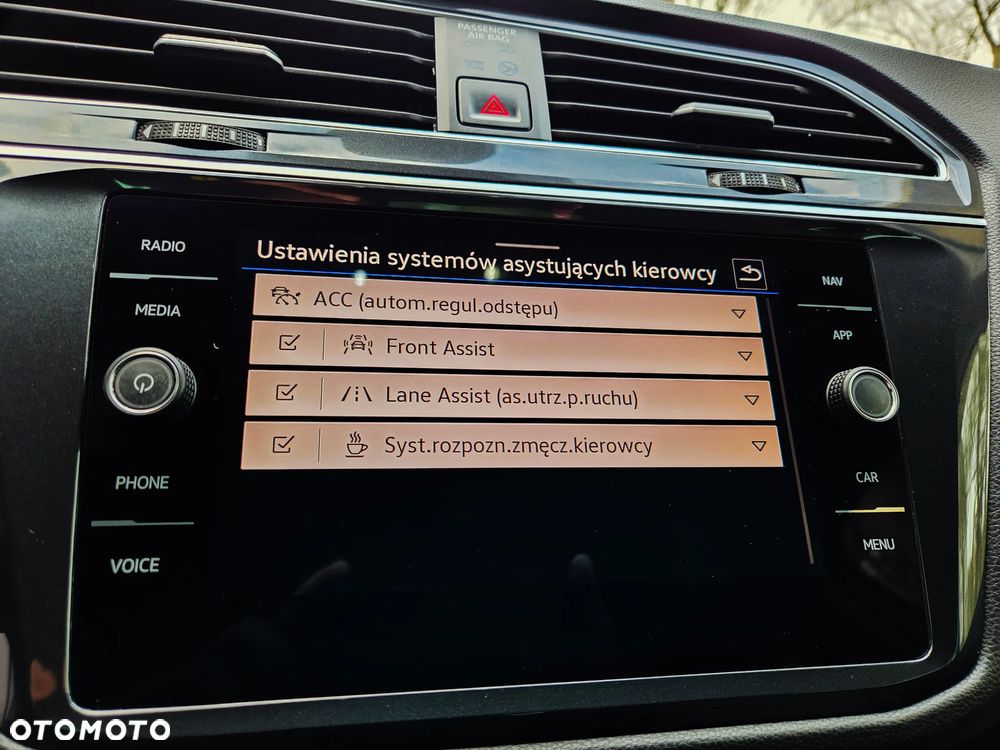 PASSENGER
AIR BAG
RADIO
MEDIA
PHONE
VOICE
Ustawienia systemów asystujących kierowcy
ACC (autom.regul.odstępu)
Front Assist
Lane Assist (as.utrz.p.ruchu)
Syst.rozpozn.zmęcz.kierowcy
NAV
APP
CAR
MENU
OTOMOTO